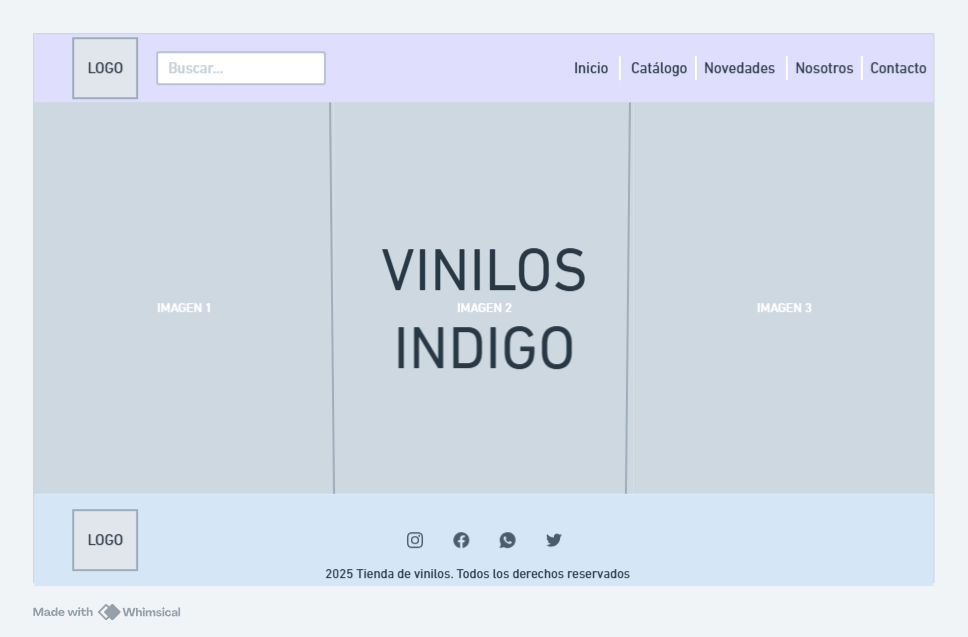 LOGO
Buscar...
Inicio
Catálogo
Novedades
Nosotros
Contacto
VINILOS
IMAGEN 1
IMAGEN 2
IMAGEN 3
INDIGO
LOGO
2025 Tienda de vinilos. Todos los derechos reservados
Made with Whimsical